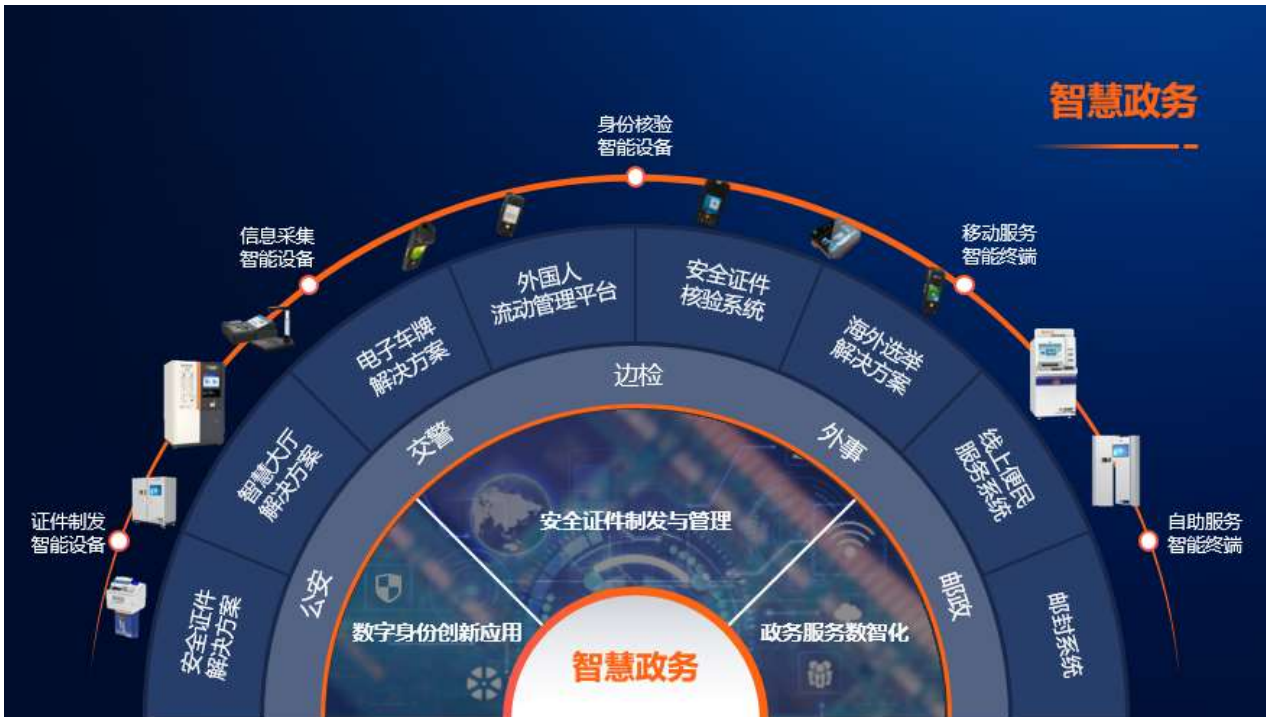 智慧政务
身份核验
智能设备
信息采集
智能设备
移动服务
智能终端
证件制发
智能设备
自助服务
智能终端
安全证件
解决方案
智慧大厅
解决方案
电子车牌
解决方案
外国人
流动管理平台
安全证件
核验系统
海外选举
解决方案
线上便民
服务系统
邮封系统
公安
交警
边检
外事
邮政
数字身份创新应用
安全证件制发与管理
政务服务数智化
智慧政务